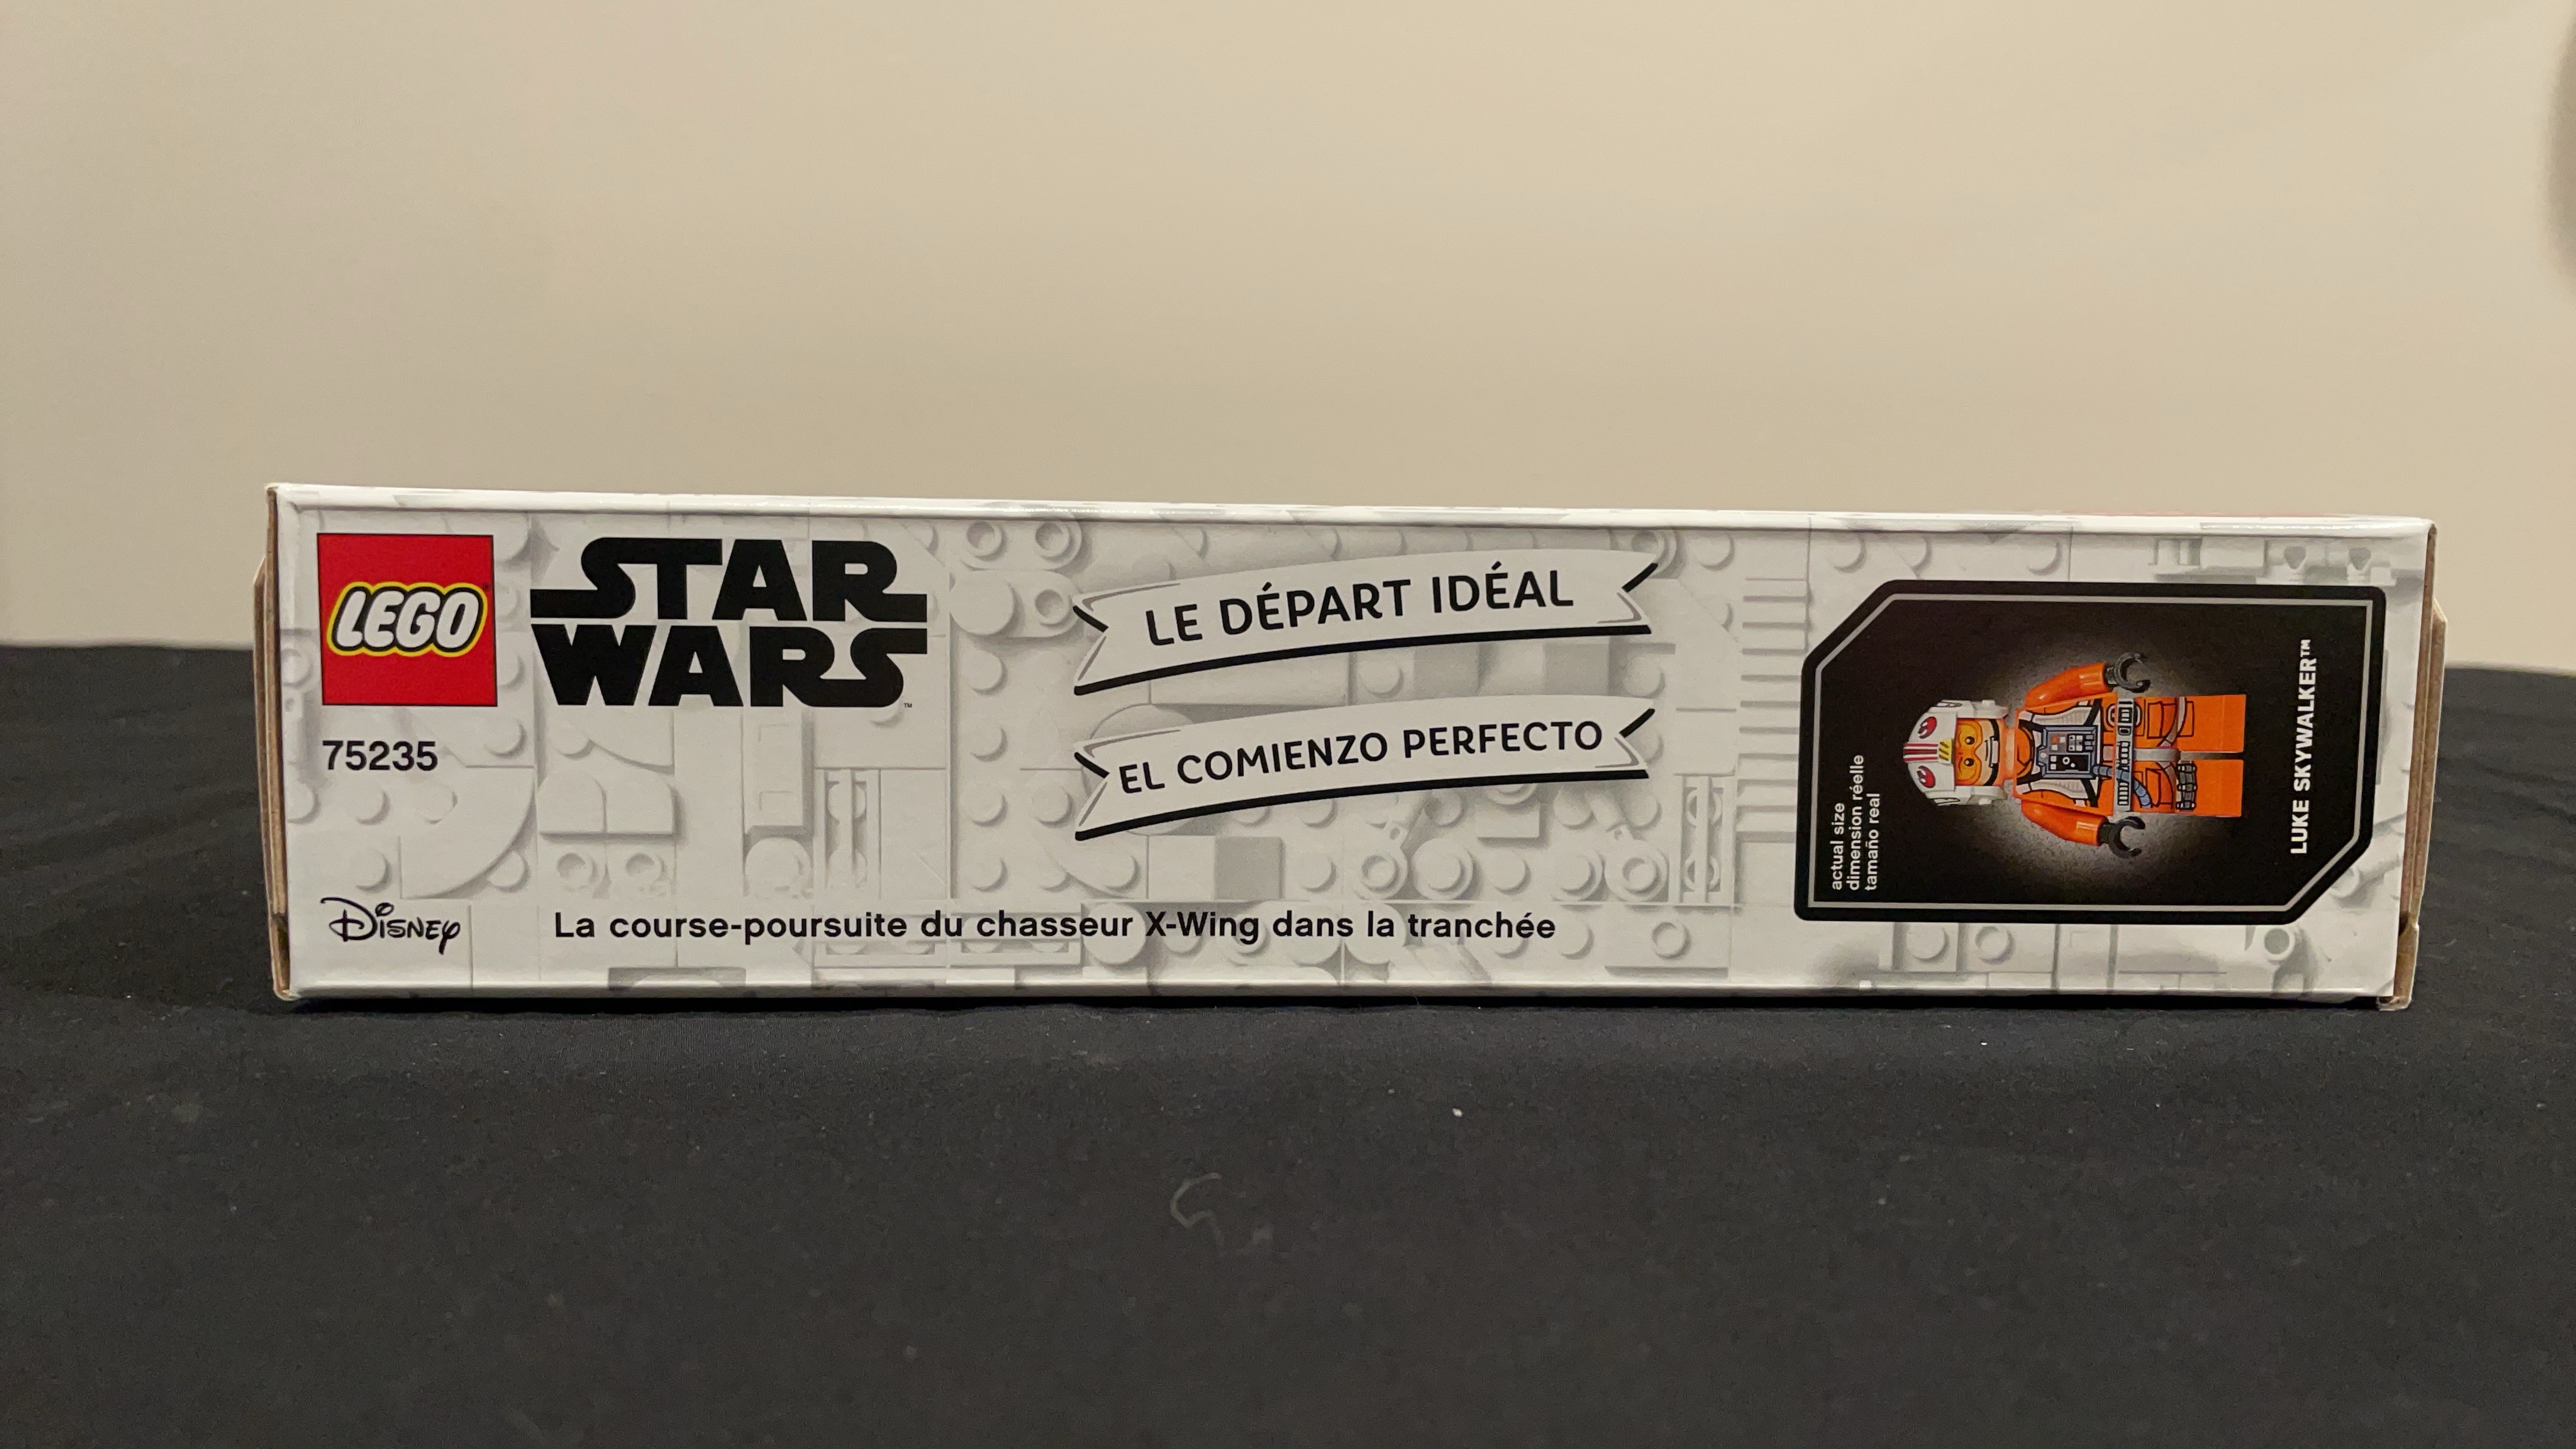 LEGO
STAR
WARS™
75235
Disney
La course-poursuite du chasseur X-Wing dans la tranchée
LE DÉPART IDÉAL
EL COMIENZO PERFECTO
actual size
dimension réelle
tamaño real
LUKE SKYWALKER™